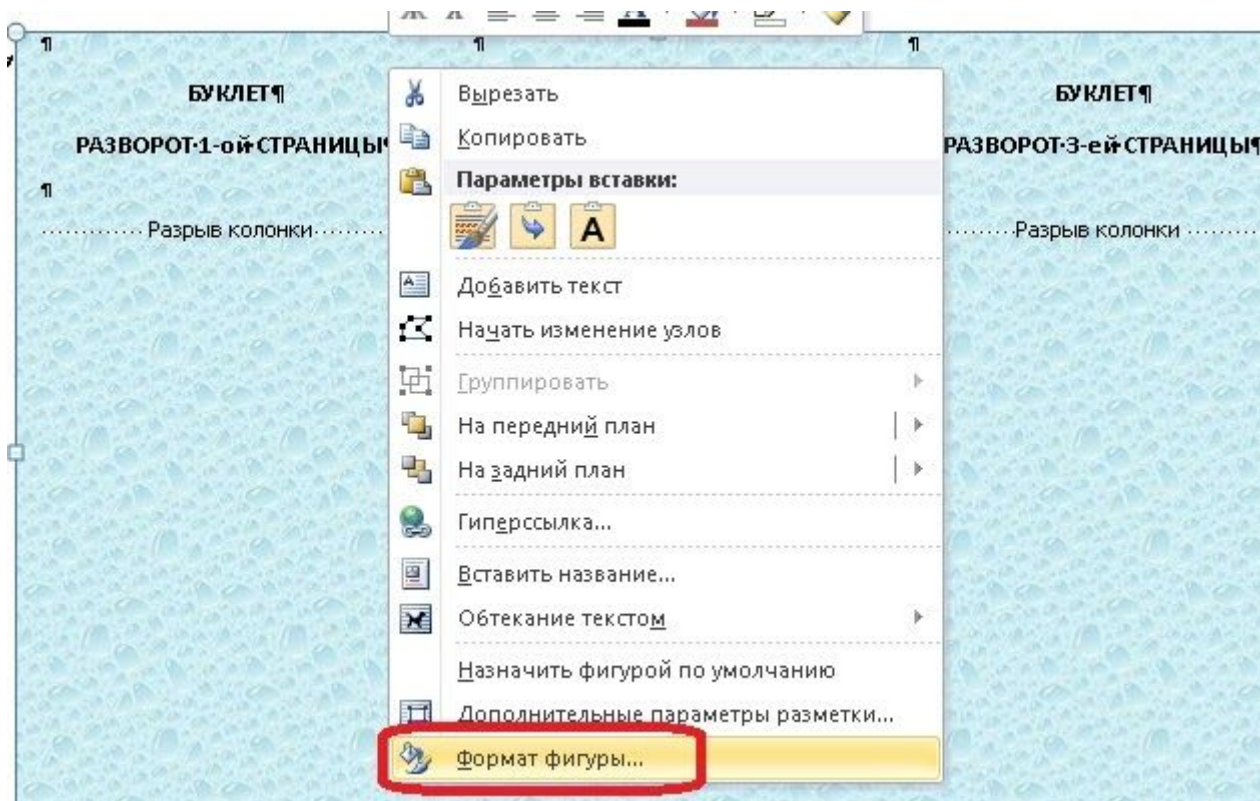 ¶ ¶ ¶
БУКЛЕТ¶
РАЗВОРОТ·1-ой·СТРАНИЦЫ¶
¶
Разрыв колонки
Вырезать
Копировать
Параметры вставки:
A
Добавить текст
Начать изменение узлов
Группировать
На передний план
На задний план
Гиперссылка...
Вставить название...
Обтекание текстом
Назначить фигурой по умолчанию
Дополнительные параметры разметки...
Формат фигуры...
БУКЛЕТ¶
РАЗВОРОТ·3-ей·СТРАНИЦЫ¶
Разрыв колонки